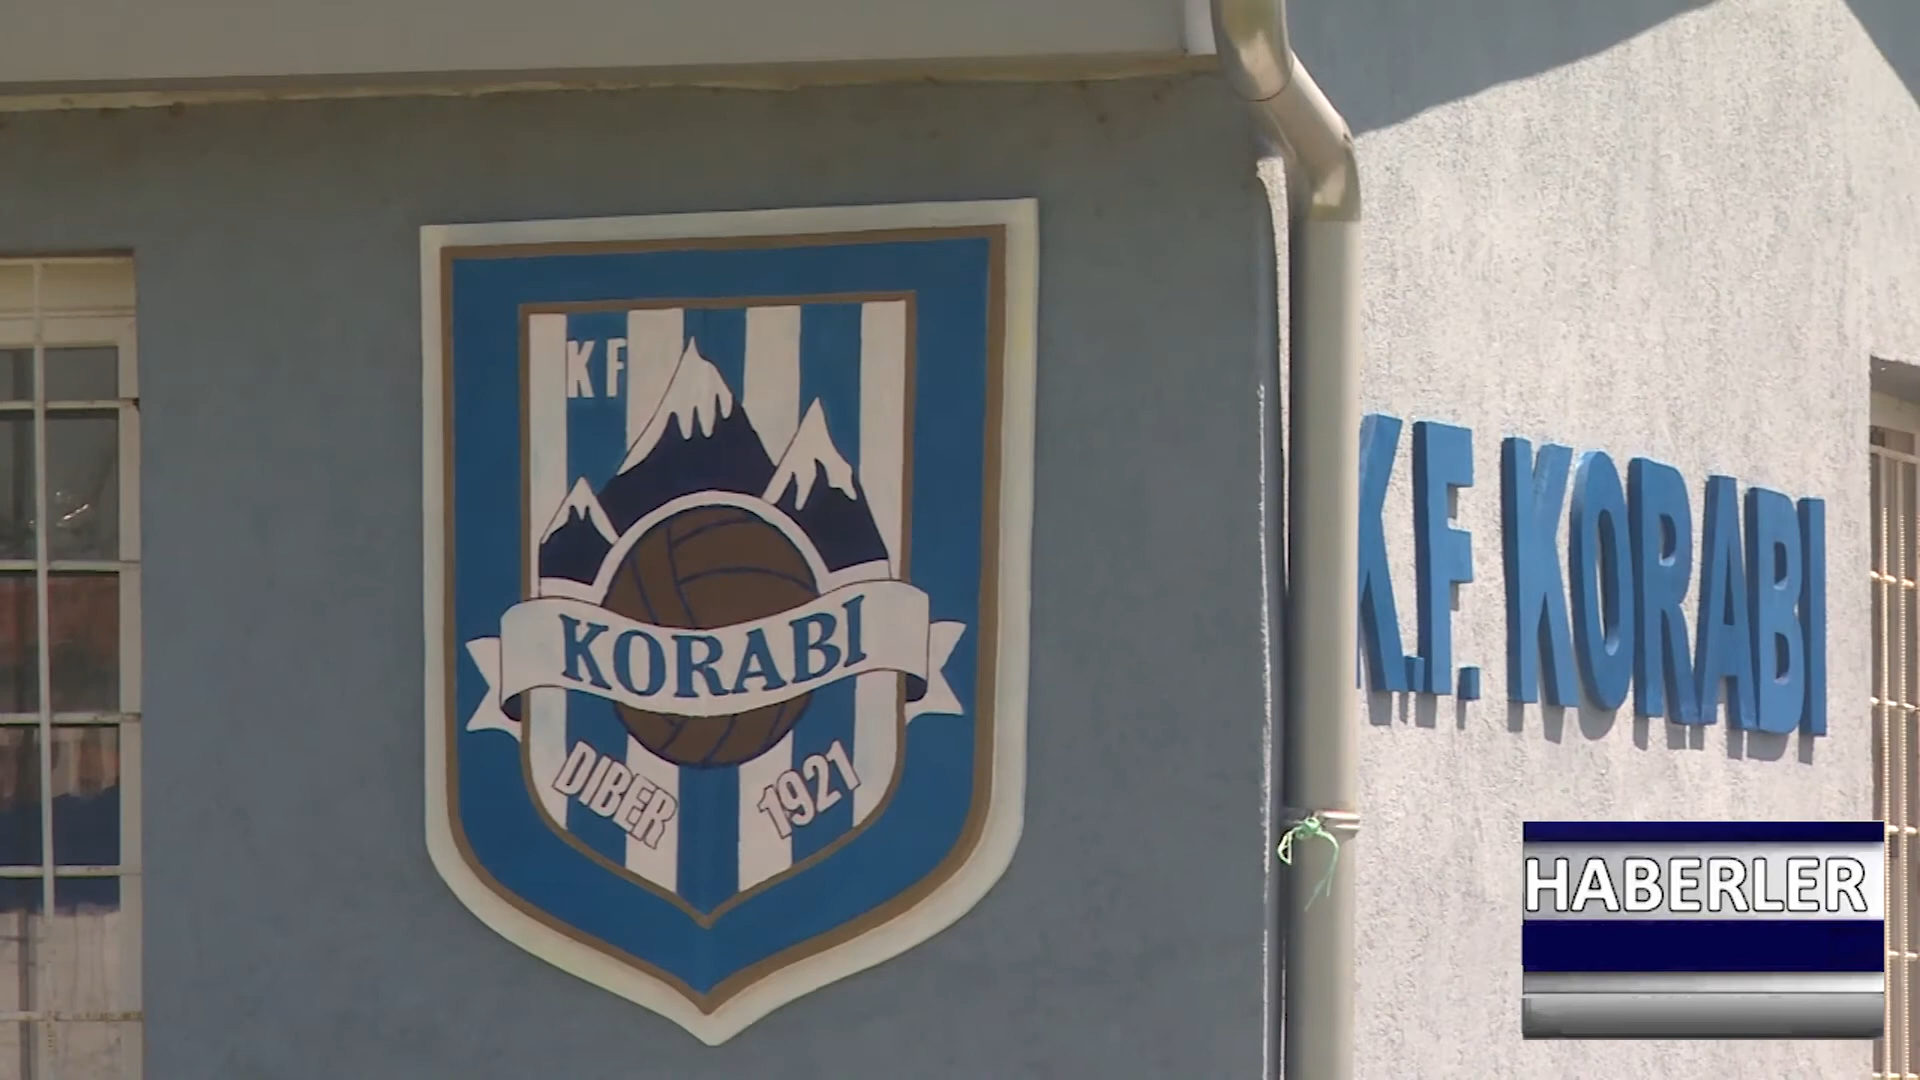 KF
KORABI
DIBER 1921
K.F. KORABI
HABERLER